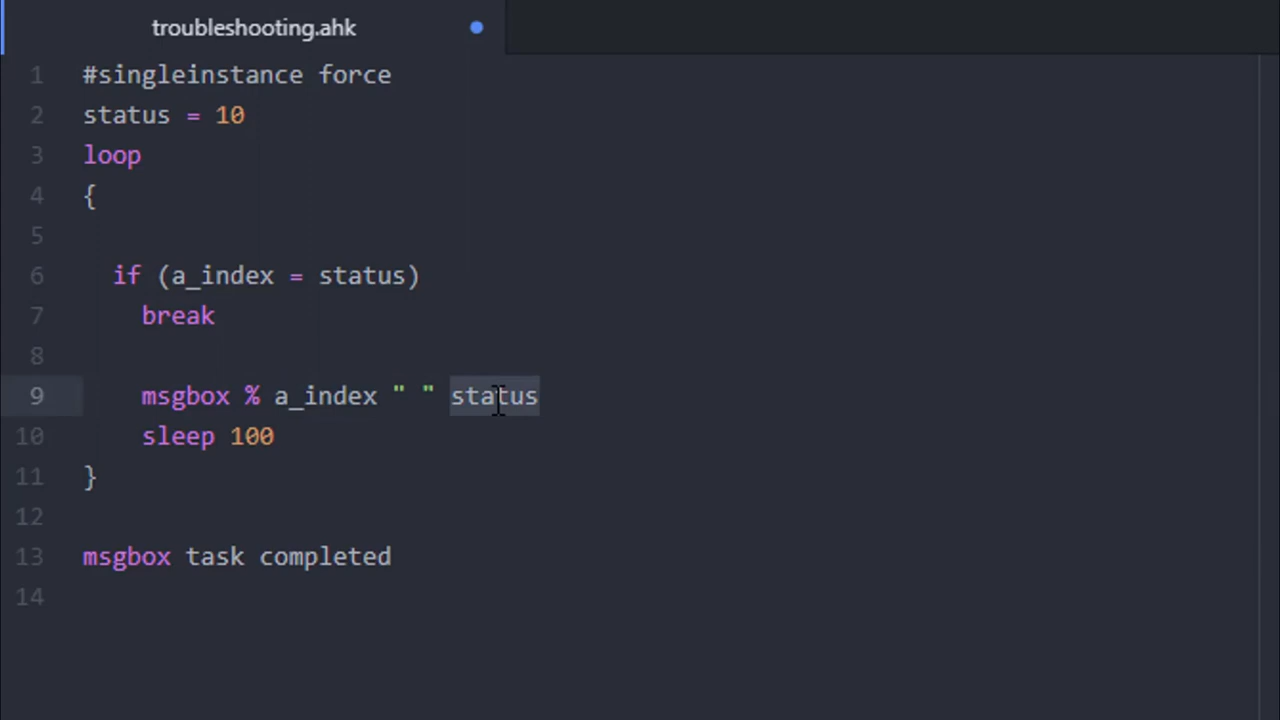 troubleshooting.ahk
1 #singleinstance force
2 status = 10
3 loop
4 {
5
6 if (a_index = status)
7 break
8
9 msgbox % a_index " " status
10 sleep 100
11 }
12
13 msgbox task completed
14